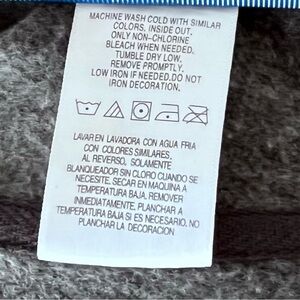 MACHINE WASH COLD WITH SIMILAR
COLORS. INSIDE OUT.
ONLY NON-CHLORINE
BLEACH WHEN NEEDED.
TUMBLE DRY LOW.
REMOVE PROMPTLY.
LOW IRON IF NEEDED.DO NOT
IRON DECORATION.
LAVAR EN LAVADORA CON AGUA FRIA
CON COLORES SIMILARES,
AL REVERSO, SOLAMENTE
BLANQUEADOR SIN CLORO CUANDO SE
NECESITE. SECAR EN MAQUINA A
TEMPERATURA BAJA. REMOVER
INMEDIATAMENTE. PLANCHAR A
TEMPERATURA BAJA SI ES NECESARIO. NO
PLANCHAR LA DECORACION